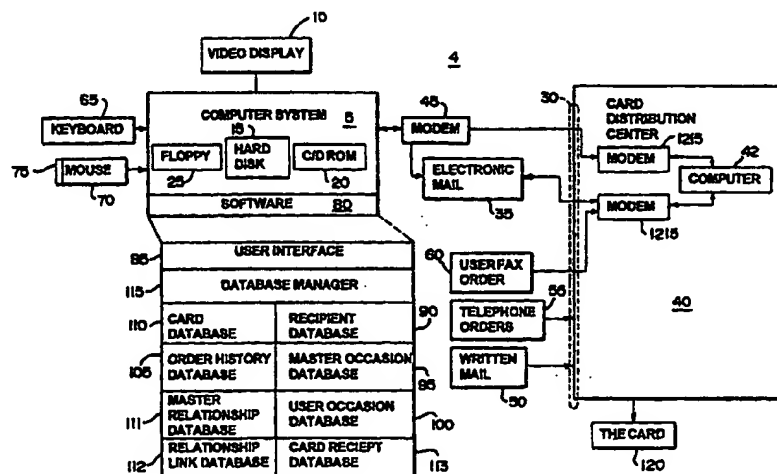 10
VIDEO DISPLAY
4
65
KEYBOARD
75
MOUSE
70
COMPUTER SYSTEM 5
15
FLOPPY
25
HARD
DISK
C/D ROM
20
SOFTWARE 80
45
MODEM
ELECTRONIC
MAIL
35
30
CARD
DISTRIBUTION
CENTER
1215
MODEM
42
COMPUTER
MODEM
1215
60
USER FAX
ORDER
55
TELEPHONE
ORDERS
WRITTEN
MAIL
50
40
THE CARD
120
85
USER INTERFACE
115
DATABASE MANAGER
110
CARD
DATABASE
RECIPIENT
DATABASE
90
105
ORDER HISTORY
DATABASE
MASTER OCCASION
DATABASE
95
111
MASTER
RELATIONSHIP
DATABASE
USER OCCASION
DATABASE
100
112
RELATIONSHIP
LINK DATABASE
CARD RECIEPT
DATABASE
113